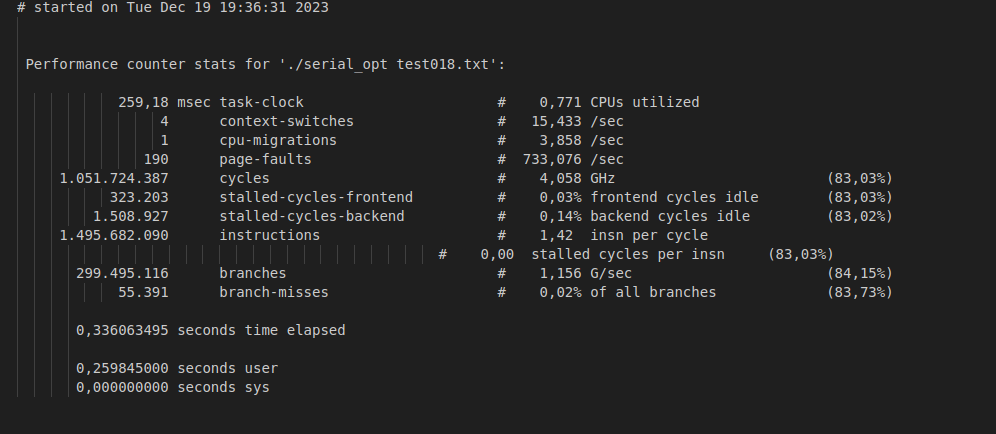 # started on Tue Dec 19 19:36:31 2023
Performance counter stats for './serial_opt test018.txt':
259,18 msec task-clock # 0,771 CPUs utilized
4 context-switches # 15,433 /sec
1 cpu-migrations # 3,858 /sec
190 page-faults # 733,076 /sec
1.051.724.387 cycles # 4,058 GHz (83,03%)
323.203 stalled-cycles-frontend # 0,03% frontend cycles idle (83,03%)
1.508.927 stalled-cycles-backend # 0,14% backend cycles idle (83,02%)
1.495.682.090 instructions # 1,42 insn per cycle
# 0,00 stalled cycles per insn (83,03%)
299.495.116 branches # 1,156 G/sec (84,15%)
55.391 branch-misses # 0,02% of all branches (83,73%)
0,336063495 seconds time elapsed
0,259845000 seconds user
0,000000000 seconds sys